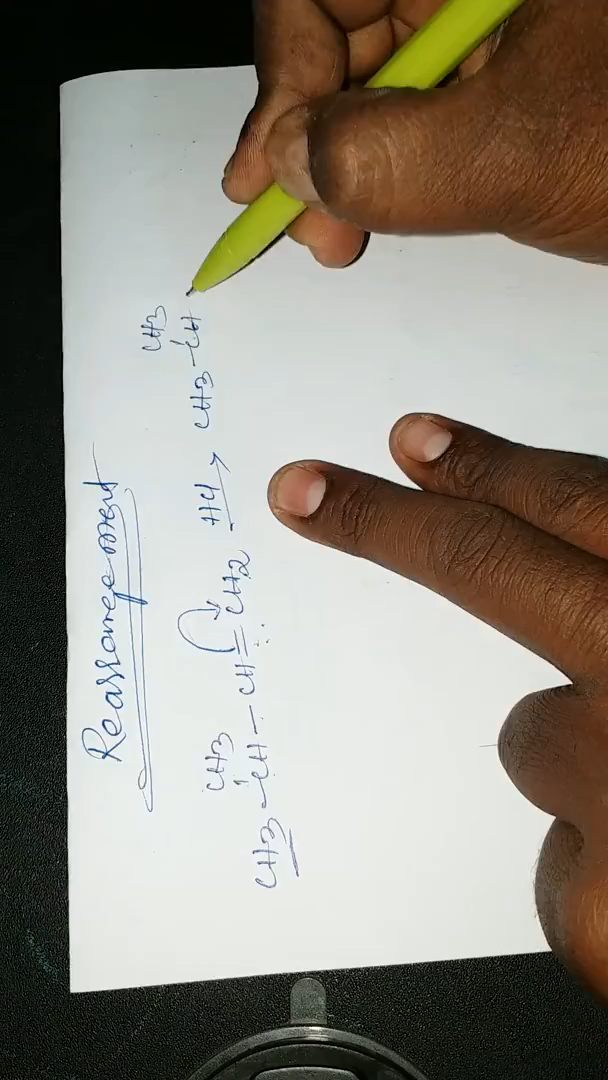 Rearrangement
CH3 CH3
CH3 - CH - CH = CH2 HCl → CH3 - CH